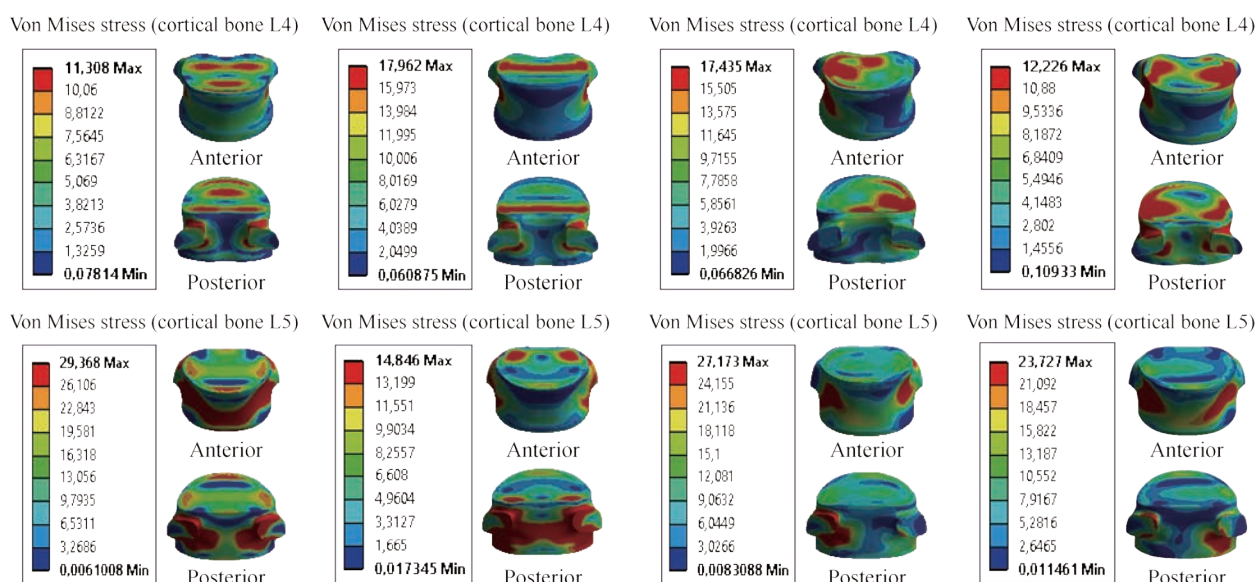 Von Mises stress (cortical bone L4)
11,308 Max
10,06
8,8122
7,5645
6,3167
5,069
3,8213
2,5736
1,3259
0,07814 Min
Anterior
Posterior
Von Mises stress (cortical bone L4)
17,962 Max
15,973
13,984
11,995
10,006
8,0169
6,0279
4,0389
2,0499
0,060875 Min
Anterior
Posterior
Von Mises stress (cortical bone L4)
17,435 Max
15,505
13,575
11,645
9,7155
7,7858
5,8561
3,9263
1,9966
0,066826 Min
Anterior
Posterior
Von Mises stress (cortical bone L4)
12,226 Max
10,88
9,5336
8,1872
6,8409
5,4946
4,1483
2,802
1,4556
0,10933 Min
Anterior
Posterior
Von Mises stress (cortical bone L5)
29,368 Max
26,106
22,843
19,581
16,318
13,056
9,7935
6,5311
3,2686
0,0061008 Min
Anterior
Posterior
Von Mises stress (cortical bone L5)
14,846 Max
13,199
11,551
9,9034
8,2557
6,608
4,9604
3,3127
1,665
0,017345 Min
Anterior
Posterior
Von Mises stress (cortical bone L5)
27,173 Max
24,155
21,136
18,118
15,1
12,081
9,0632
6,0449
3,0266
0,0083088 Min
Anterior
Posterior
Von Mises stress (cortical bone L5)
23,727 Max
21,092
18,457
15,822
13,187
10,552
7,9167
5,2816
2,6465
0,011461 Min
Anterior
Posterior